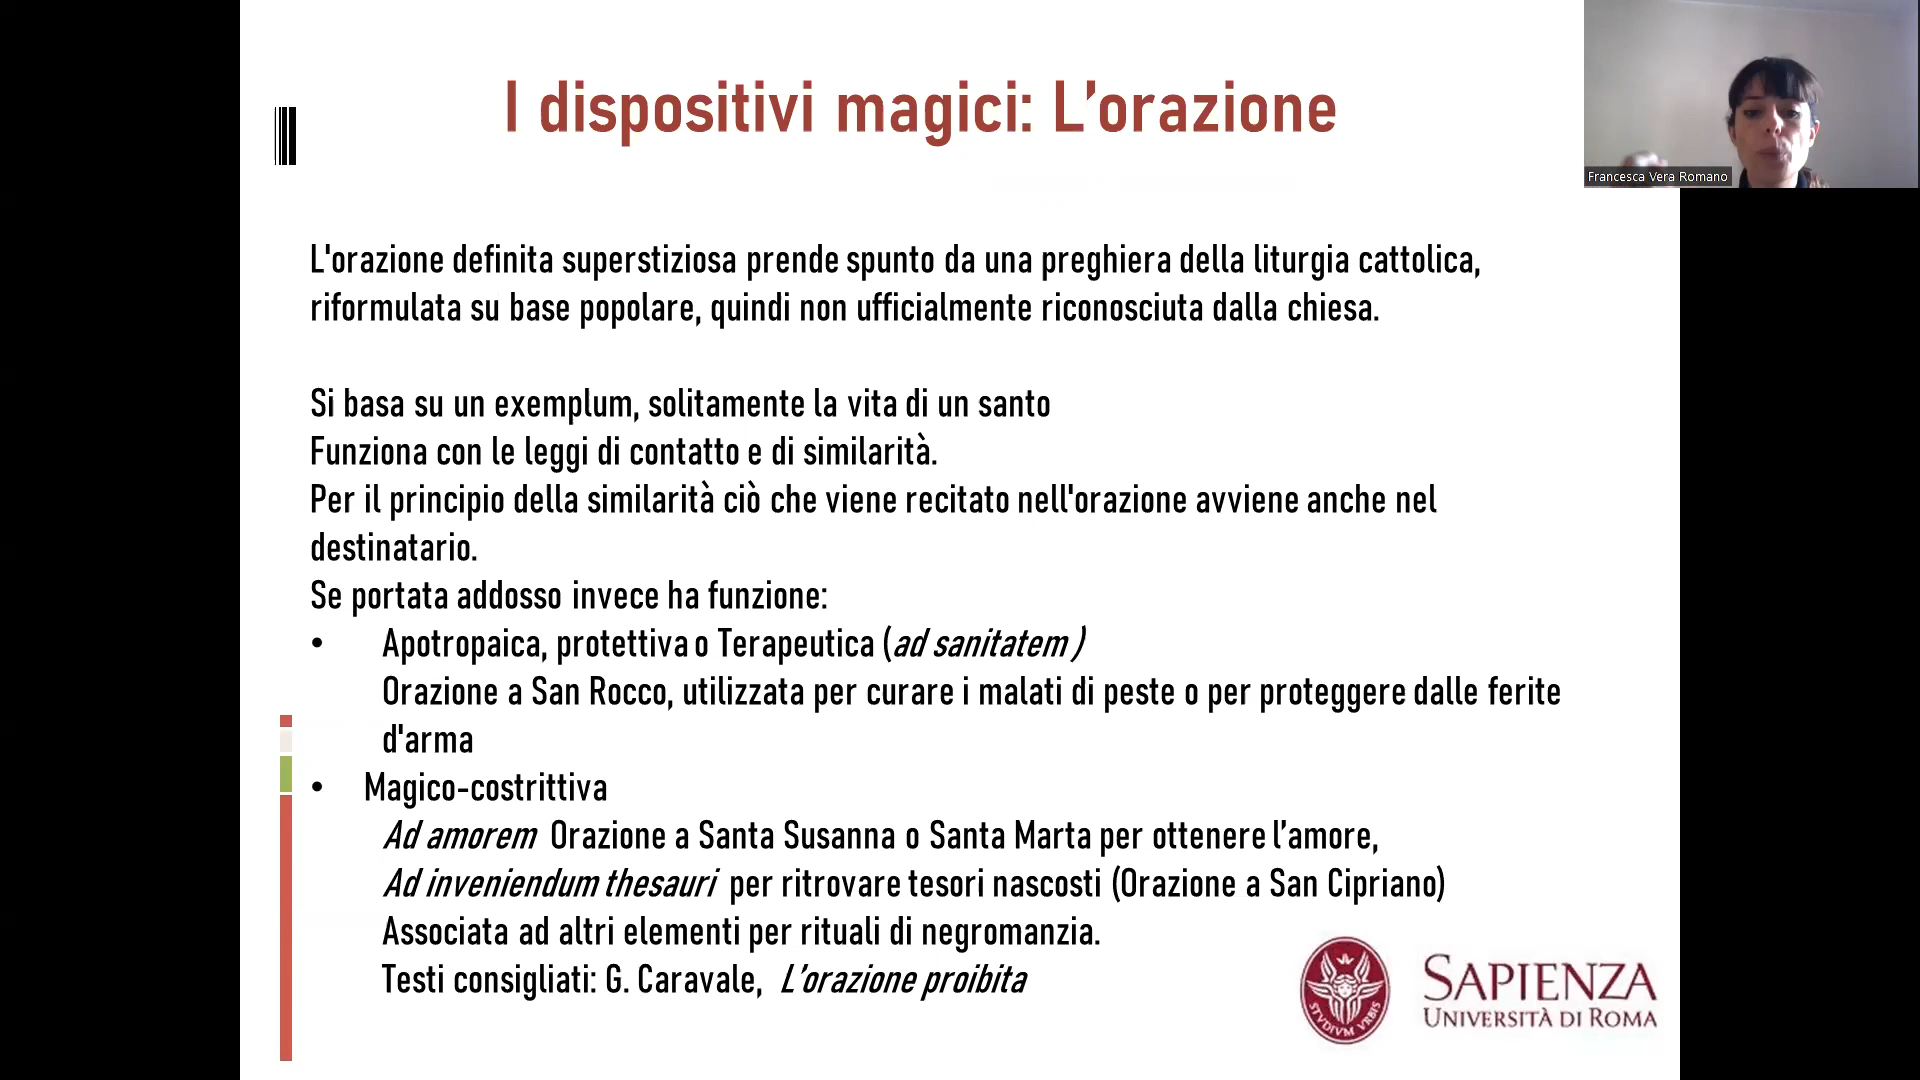 I dispositivi magici: L’orazione
Francesca Vera Romano
L'orazione definita superstiziosa prende spunto da una preghiera della liturgia cattolica,
riformulata su base popolare, quindi non ufficialmente riconosciuta dalla chiesa.
Si basa su un exemplum, solitamente la vita di un santo
Funziona con le leggi di contatto e di similarità.
Per il principio della similarità ciò che viene recitato nell'orazione avviene anche nel
destinatario.
Se portata addosso invece ha funzione:
• Apotropaica, protettiva o Terapeutica (ad sanitatem )
Orazione a San Rocco, utilizzata per curare i malati di peste o per proteggere dalle ferite
d'arma
• Magico-costrittiva
Ad amorem Orazione a Santa Susanna o Santa Marta per ottenere l’amore,
Ad inveniendum thesauri per ritrovare tesori nascosti (Orazione a San Cipriano)
Associata ad altri elementi per rituali di negromanzia.
Testi consigliati: G. Caravale, L’orazione proibita
STVDIVM VRBIS
SAPIENZA
UNIVERSITÀ DI ROMA